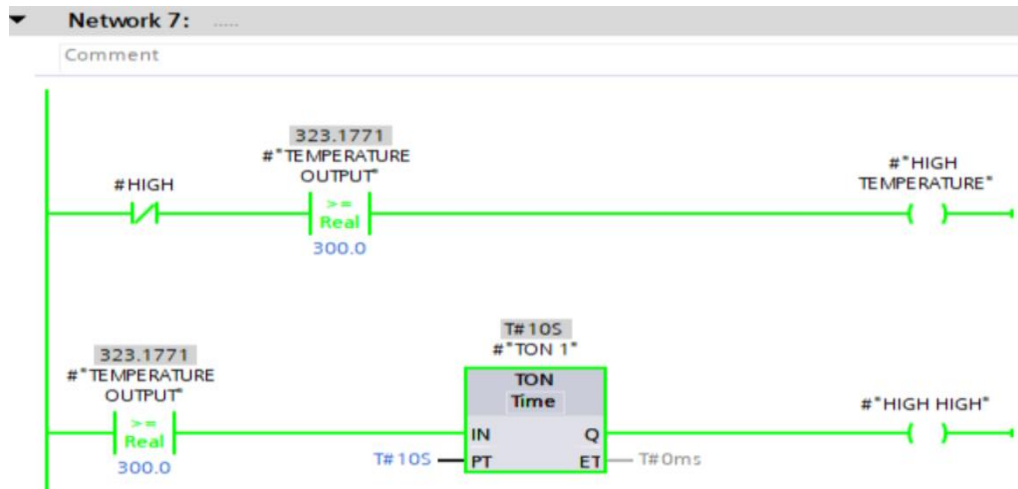 Network 7: .....
Comment
323.1771
#"TEMPERATURE
OUTPUT"
#HIGH
>=
Real
300.0
#"HIGH
TEMPERATURE"
323.1771
#"TEMPERATURE
OUTPUT"
>=
Real
300.0
T#10S
#"TON 1"
TON
Time
IN Q
T#10S PT ET T#0ms
#"HIGH HIGH"